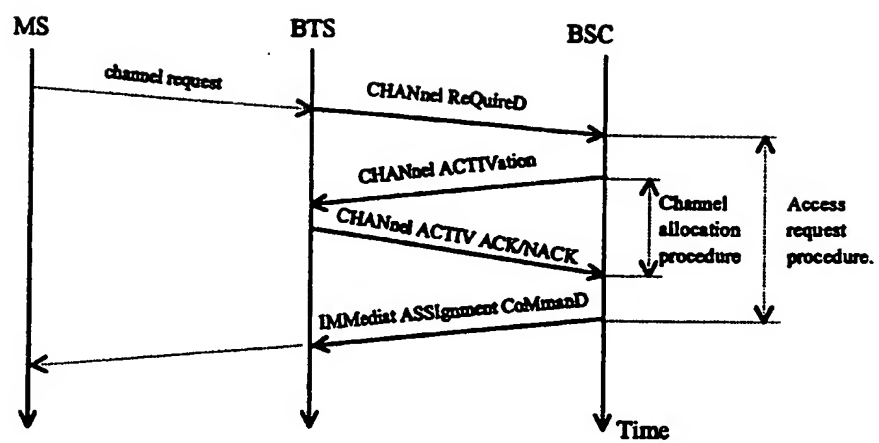 MS
BTS
BSC
channel request
CHANnel ReQuireD
CHANnel ACTIVation
CHANnel ACTIV ACK/NACK
Channel
allocation
procedure
Access
request
procedure.
IMMediat ASSIgnment CoMmanD
Time